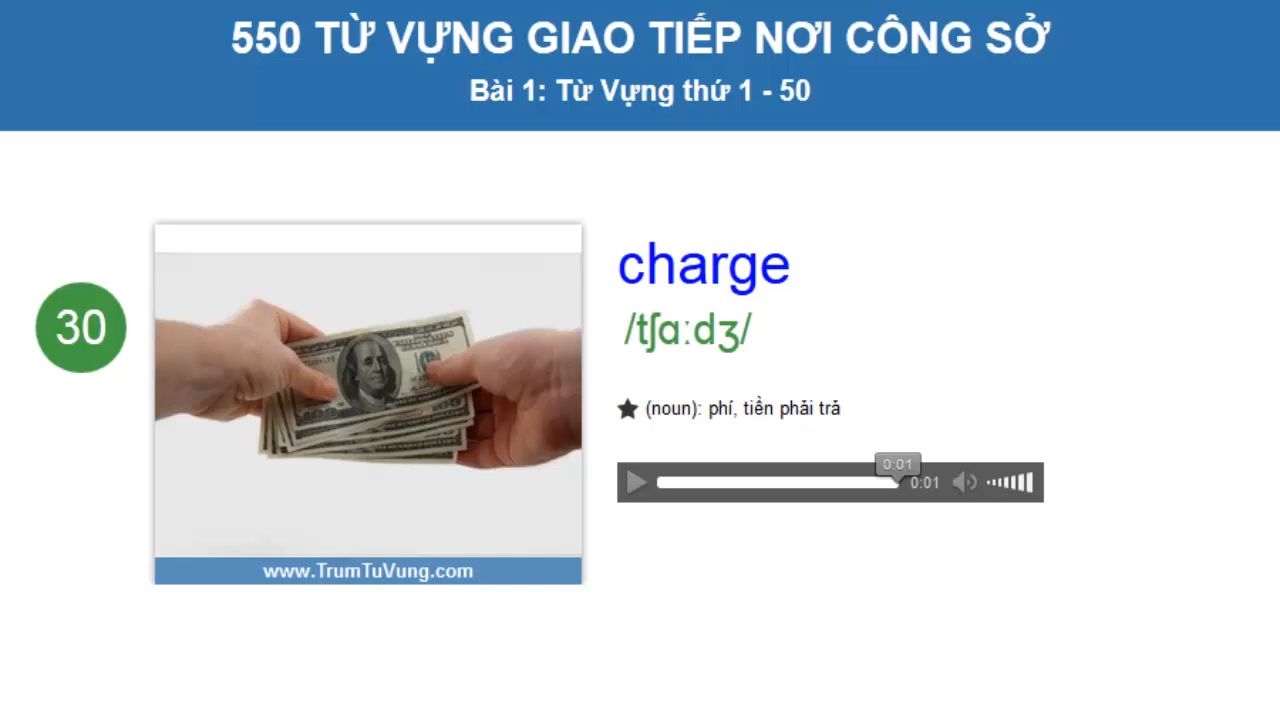 550 TỪ VỰNG GIAO TIẾP NƠI CÔNG SỞ
Bài 1: Từ Vựng thứ 1 - 50
30
charge
/tʃɑːdʒ/
★ (noun): phí, tiền phải trả
0:01
0:01
www.TrumTuVung.com